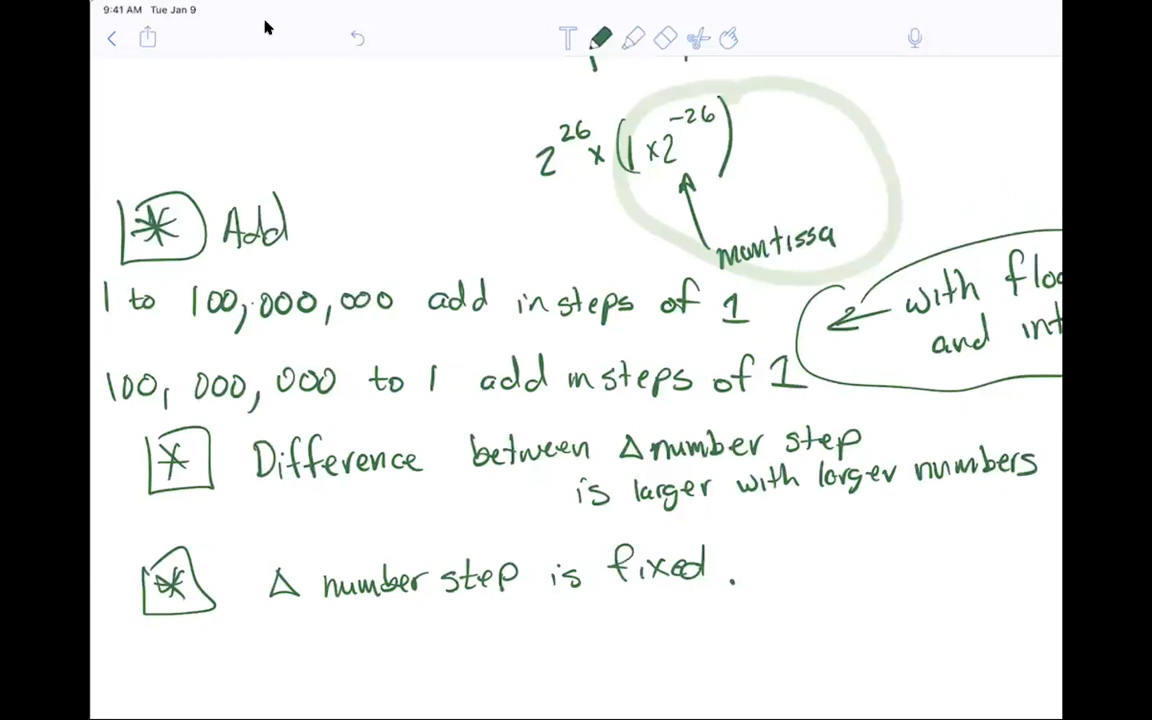 9:41 AM Tue Jan 9
T
2^26 x (1 x 2^-26)
mantissa
* Add
1 to 100,000,000 add in steps of 1
with floa
and int
100,000,000 to 1 add in steps of 1
* Difference between Δ number step
is larger with larger numbers
* Δ number step is fixed.